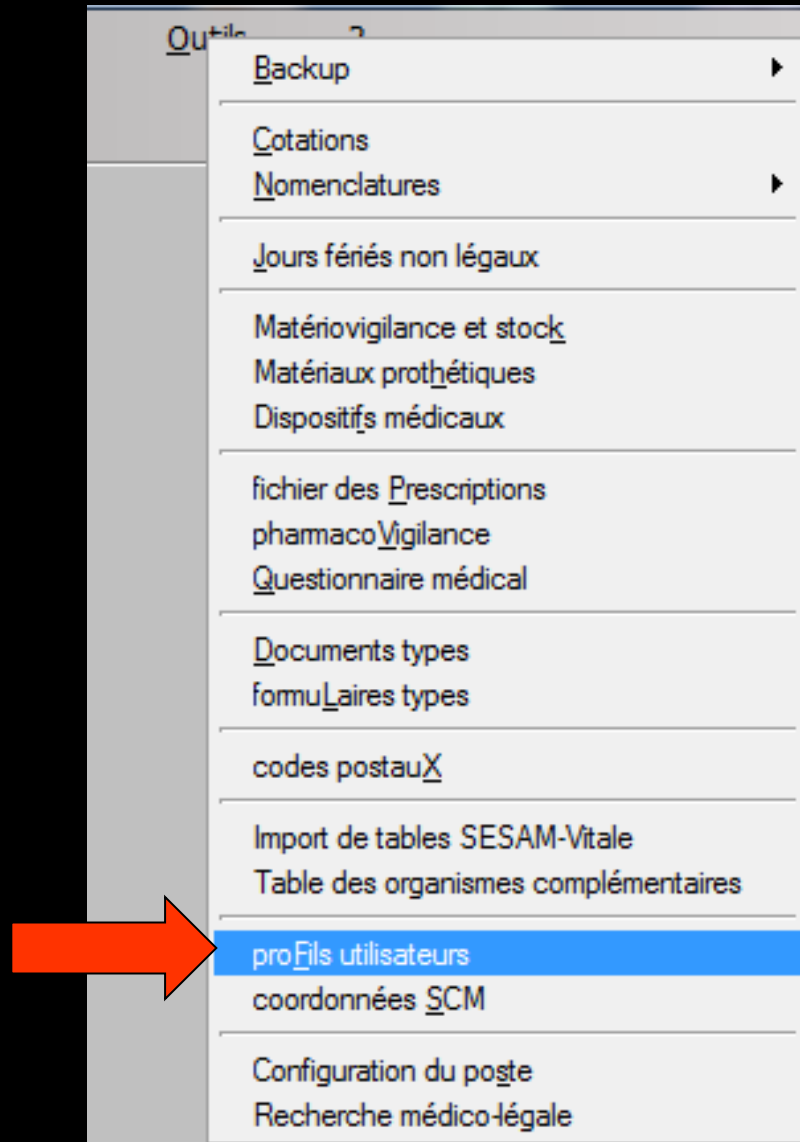 Outils ?
Backup
Cotations
Nomenclatures
Jours fériés non légaux
Matériovigilance et stock
Matériaux prothétiques
Dispositifs médicaux
fichier des Prescriptions
pharmacoVigilance
Questionnaire médical
Documents types
formuLaires types
codes postauX
Import de tables SESAM-Vitale
Table des organismes complémentaires
proFils utilisateurs
coordonnées SCM
Configuration du poste
Recherche médico-légale